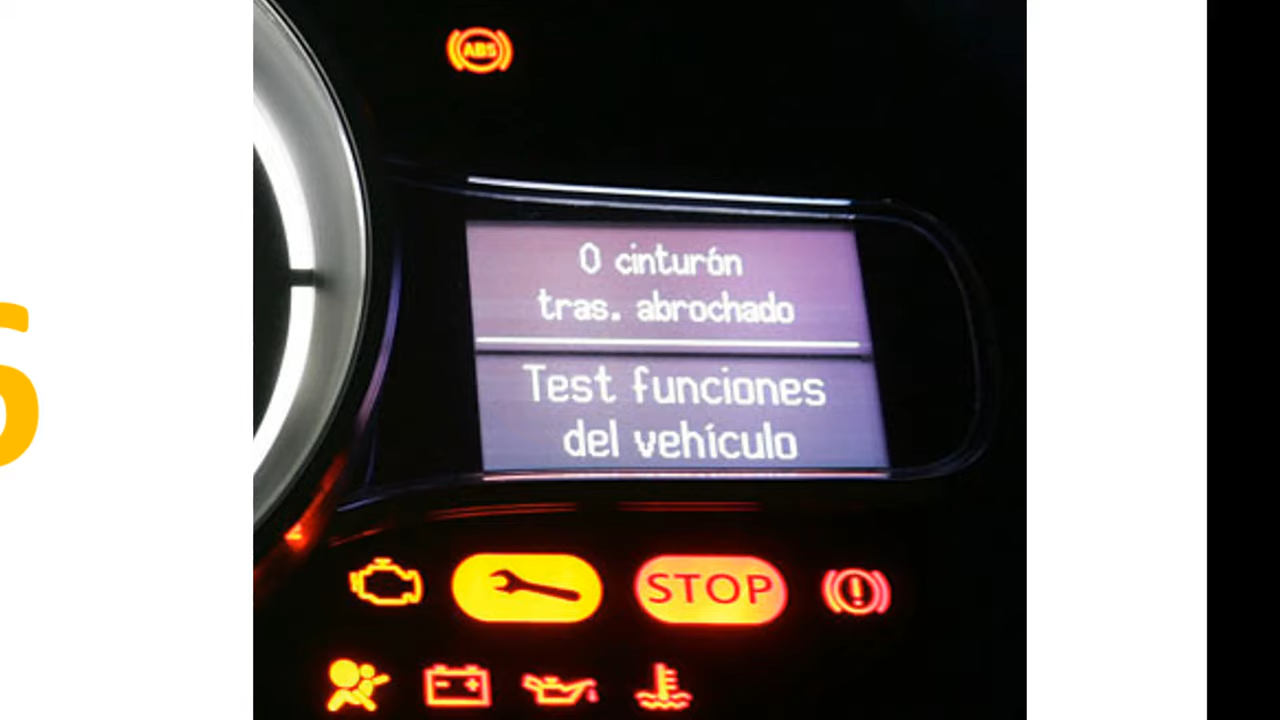 ABS
0 cinturón
tras. abrochado
Test funciones
del vehículo
STOP